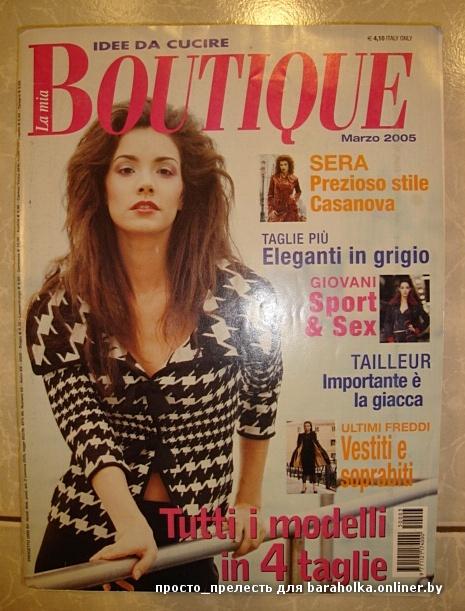 IDEE DA CUCIRE
€ 4,10 ITALY ONLY
La mia
BOUTIQUE
Marzo 2005
SERA
Prezioso stile
Casanova
TAGLIE PIÙ
Eleganti in grigio
GIOVANI
Sport
& Sex
TAILLEUR
Importante è
la giacca
ULTIMI FREDDI
Vestiti e
soprabiti
Tutti i modelli
in 4 taglie
просто_прелесть для baraholka.onliner.by